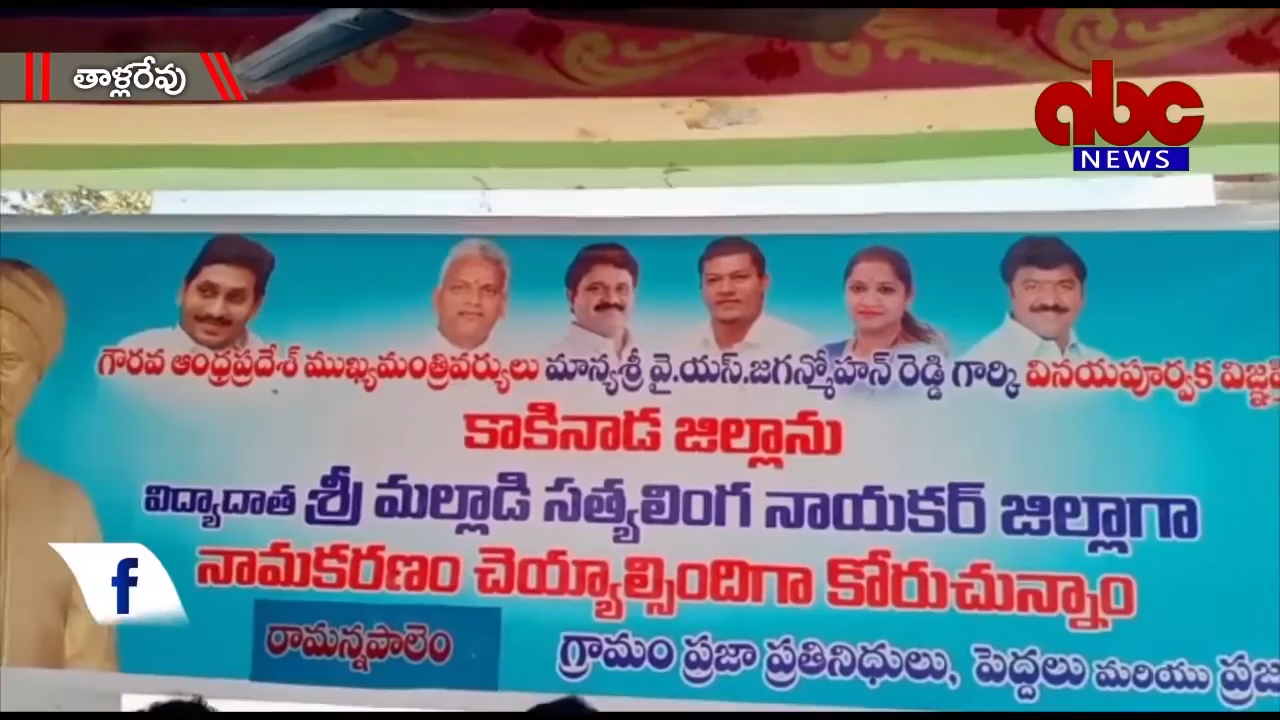 తాళ్లరేవు
abc
NEWS
గౌరవ ఆంధ్రప్రదేశ్ ముఖ్యమంత్రివర్యులు మాన్యశ్రీ వై.యస్.జగన్మోహన్ రెడ్డి గార్కి వినయపూర్వక
కాకినాడ జిల్లాను
విద్యాదాత శ్రీ మల్లాడి సత్యలింగ నాయకర్ జిల్లాగా
నామకరణం చెయ్యాల్సిందిగా కోరుచున్నాం
f
రామన్నపాలెం గ్రామం ప్రజా ప్రతినిధులు, పెద్దలు మరియు